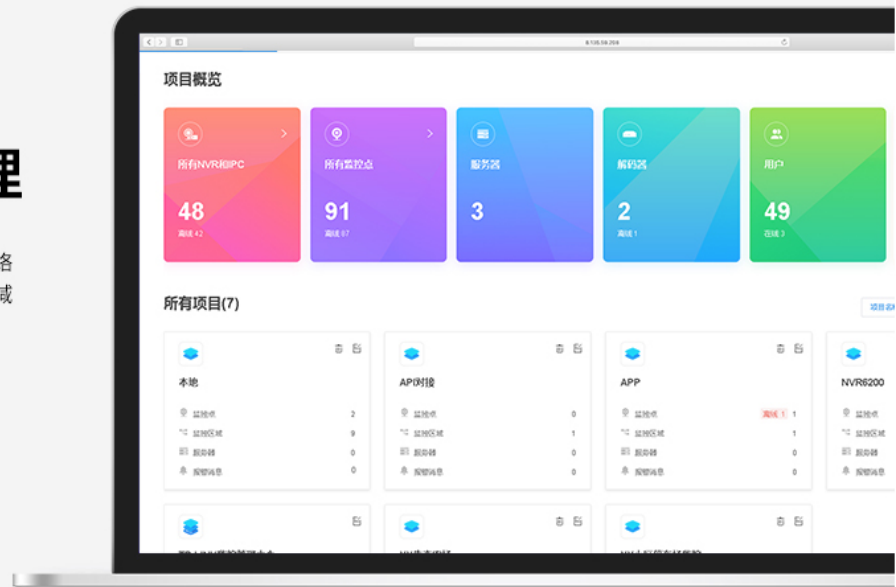 理
络
域
项目概览
所有NVR和IPC
48
离线 42
所有监控点
91
离线 67
服务器
3
解码器
2
离线 1
用户
49
在线 3
所有项目(7)
本地
监控点 2
监控区域 9
服务器 0
报警消息 0
API对接
监控点 0
监控区域 1
服务器 0
报警消息 0
APP
监控点 离线 1 1
监控区域 1
服务器 0
报警消息 0
NVR6200
监控点
监控区域
服务器
报警消息